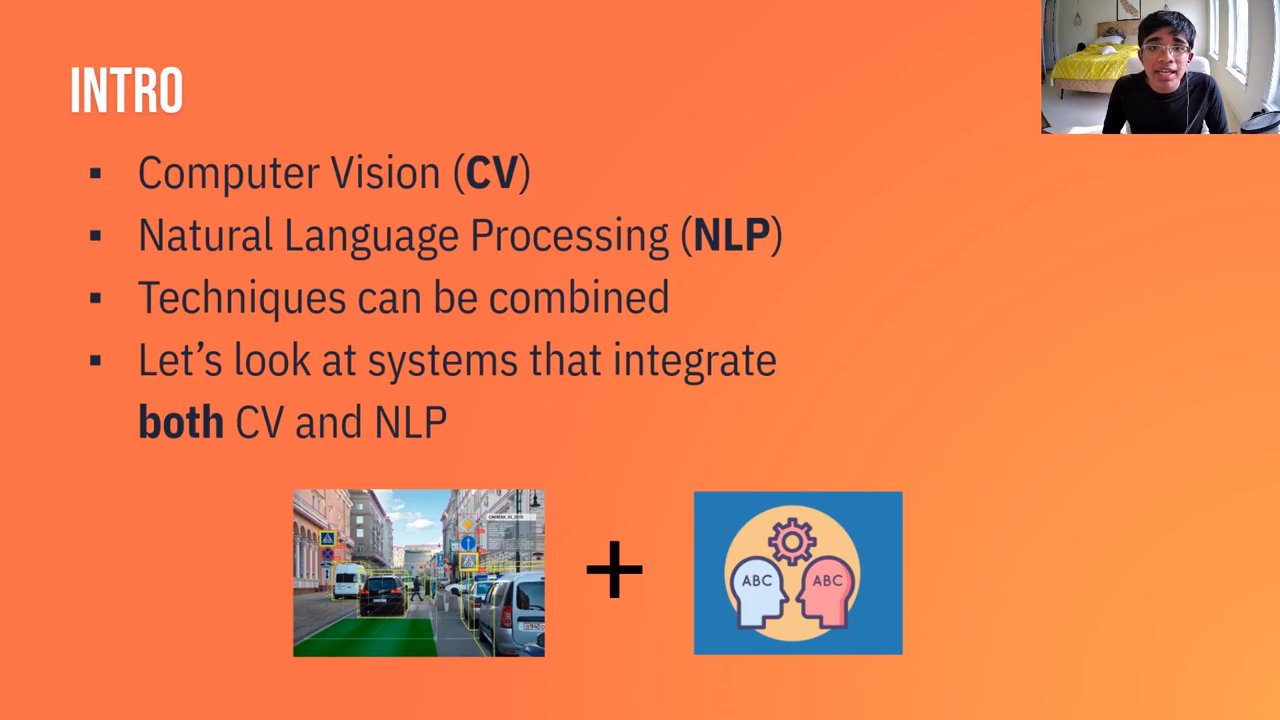 INTRO
▪ Computer Vision (CV)
▪ Natural Language Processing (NLP)
▪ Techniques can be combined
▪ Let’s look at systems that integrate
both CV and NLP
+
ABC
ABC